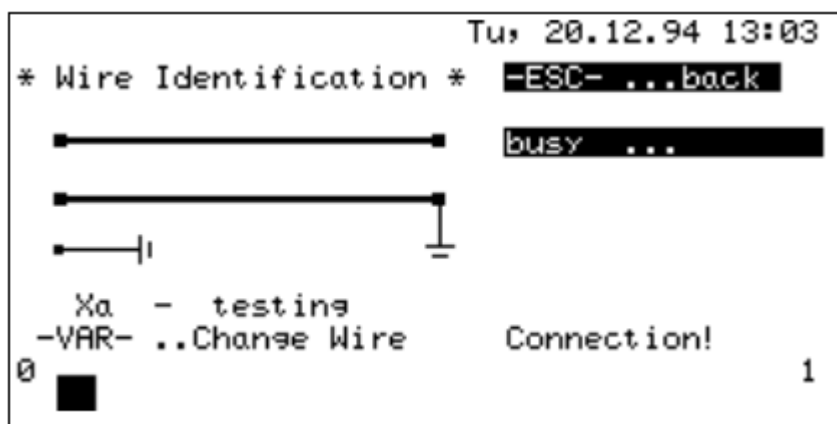 Tu, 20.12.94 13:03
* Wire Identification * -ESC- ...back
busy ...
Xa - testing
-VAR- ..Change Wire Connection!
0 1